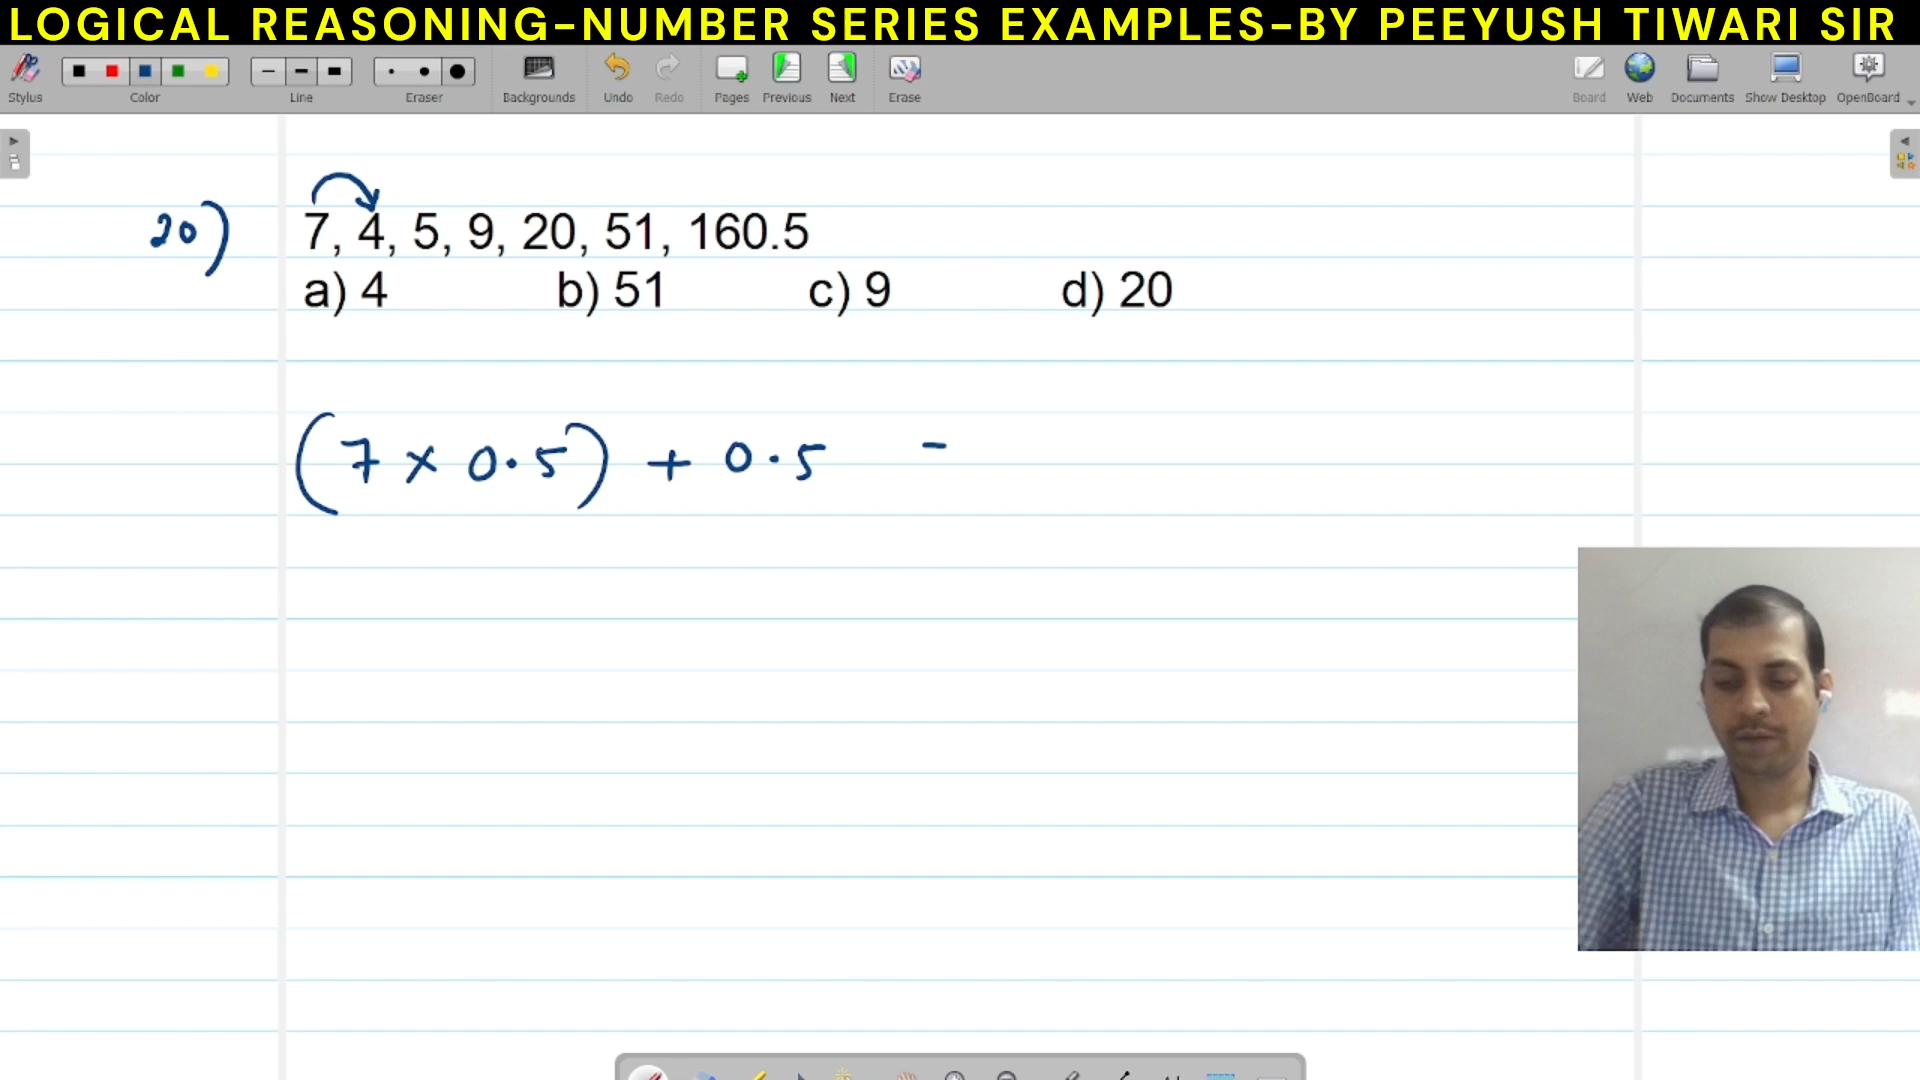 LOGICAL REASONING-NUMBER SERIES EXAMPLES-BY PEEYUSH TIWARI SIR
Stylus Color Line Eraser Backgrounds Undo Redo Pages Previous Next Erase Board Web Documents Show Desktop OpenBoard
20) 7, 4, 5, 9, 20, 51, 160.5
a) 4 b) 51 c) 9 d) 20
(7 × 0.5) + 0.5 -